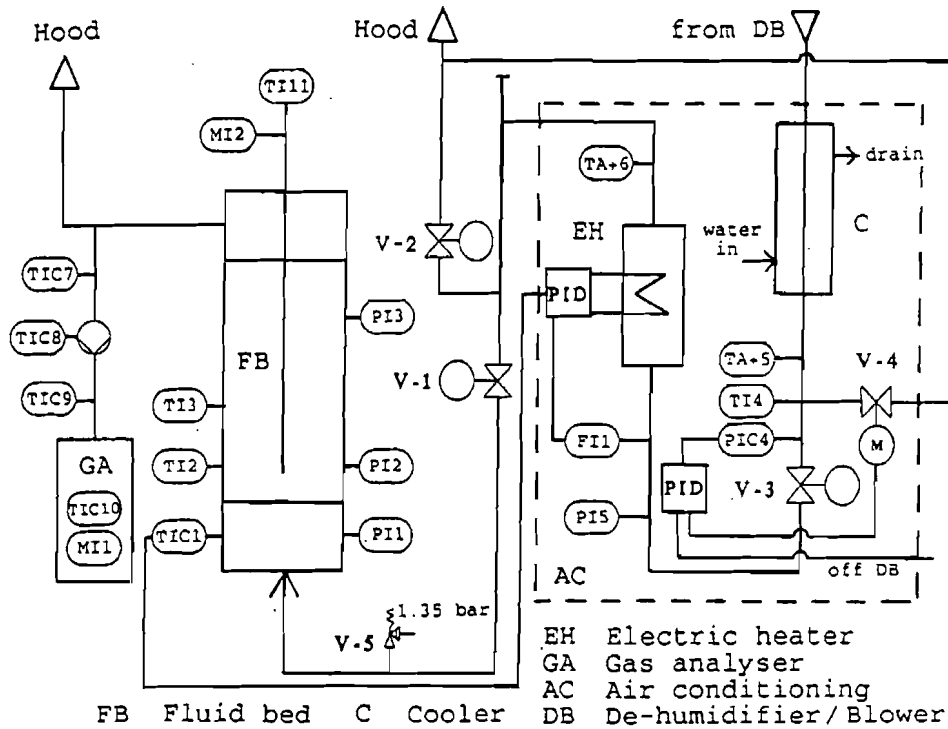 Hood
Hood
from DB
TI11
MI2
TA+6
drain
V-2
EH
C
water
in
TIC7
PID
PI3
TIC8
FB
TA+5
V-4
V-1
TIC9
TI3
TI4
FI1
PIC4
M
GA
TI2
PI2
PID
V-3
TIC10
PI5
TIC1
PI1
MI1
off DB
AC
1.35 bar
V-5
EH Electric heater
GA Gas analyser
AC Air conditioning
FB Fluid bed C Cooler DB De-humidifier/Blower